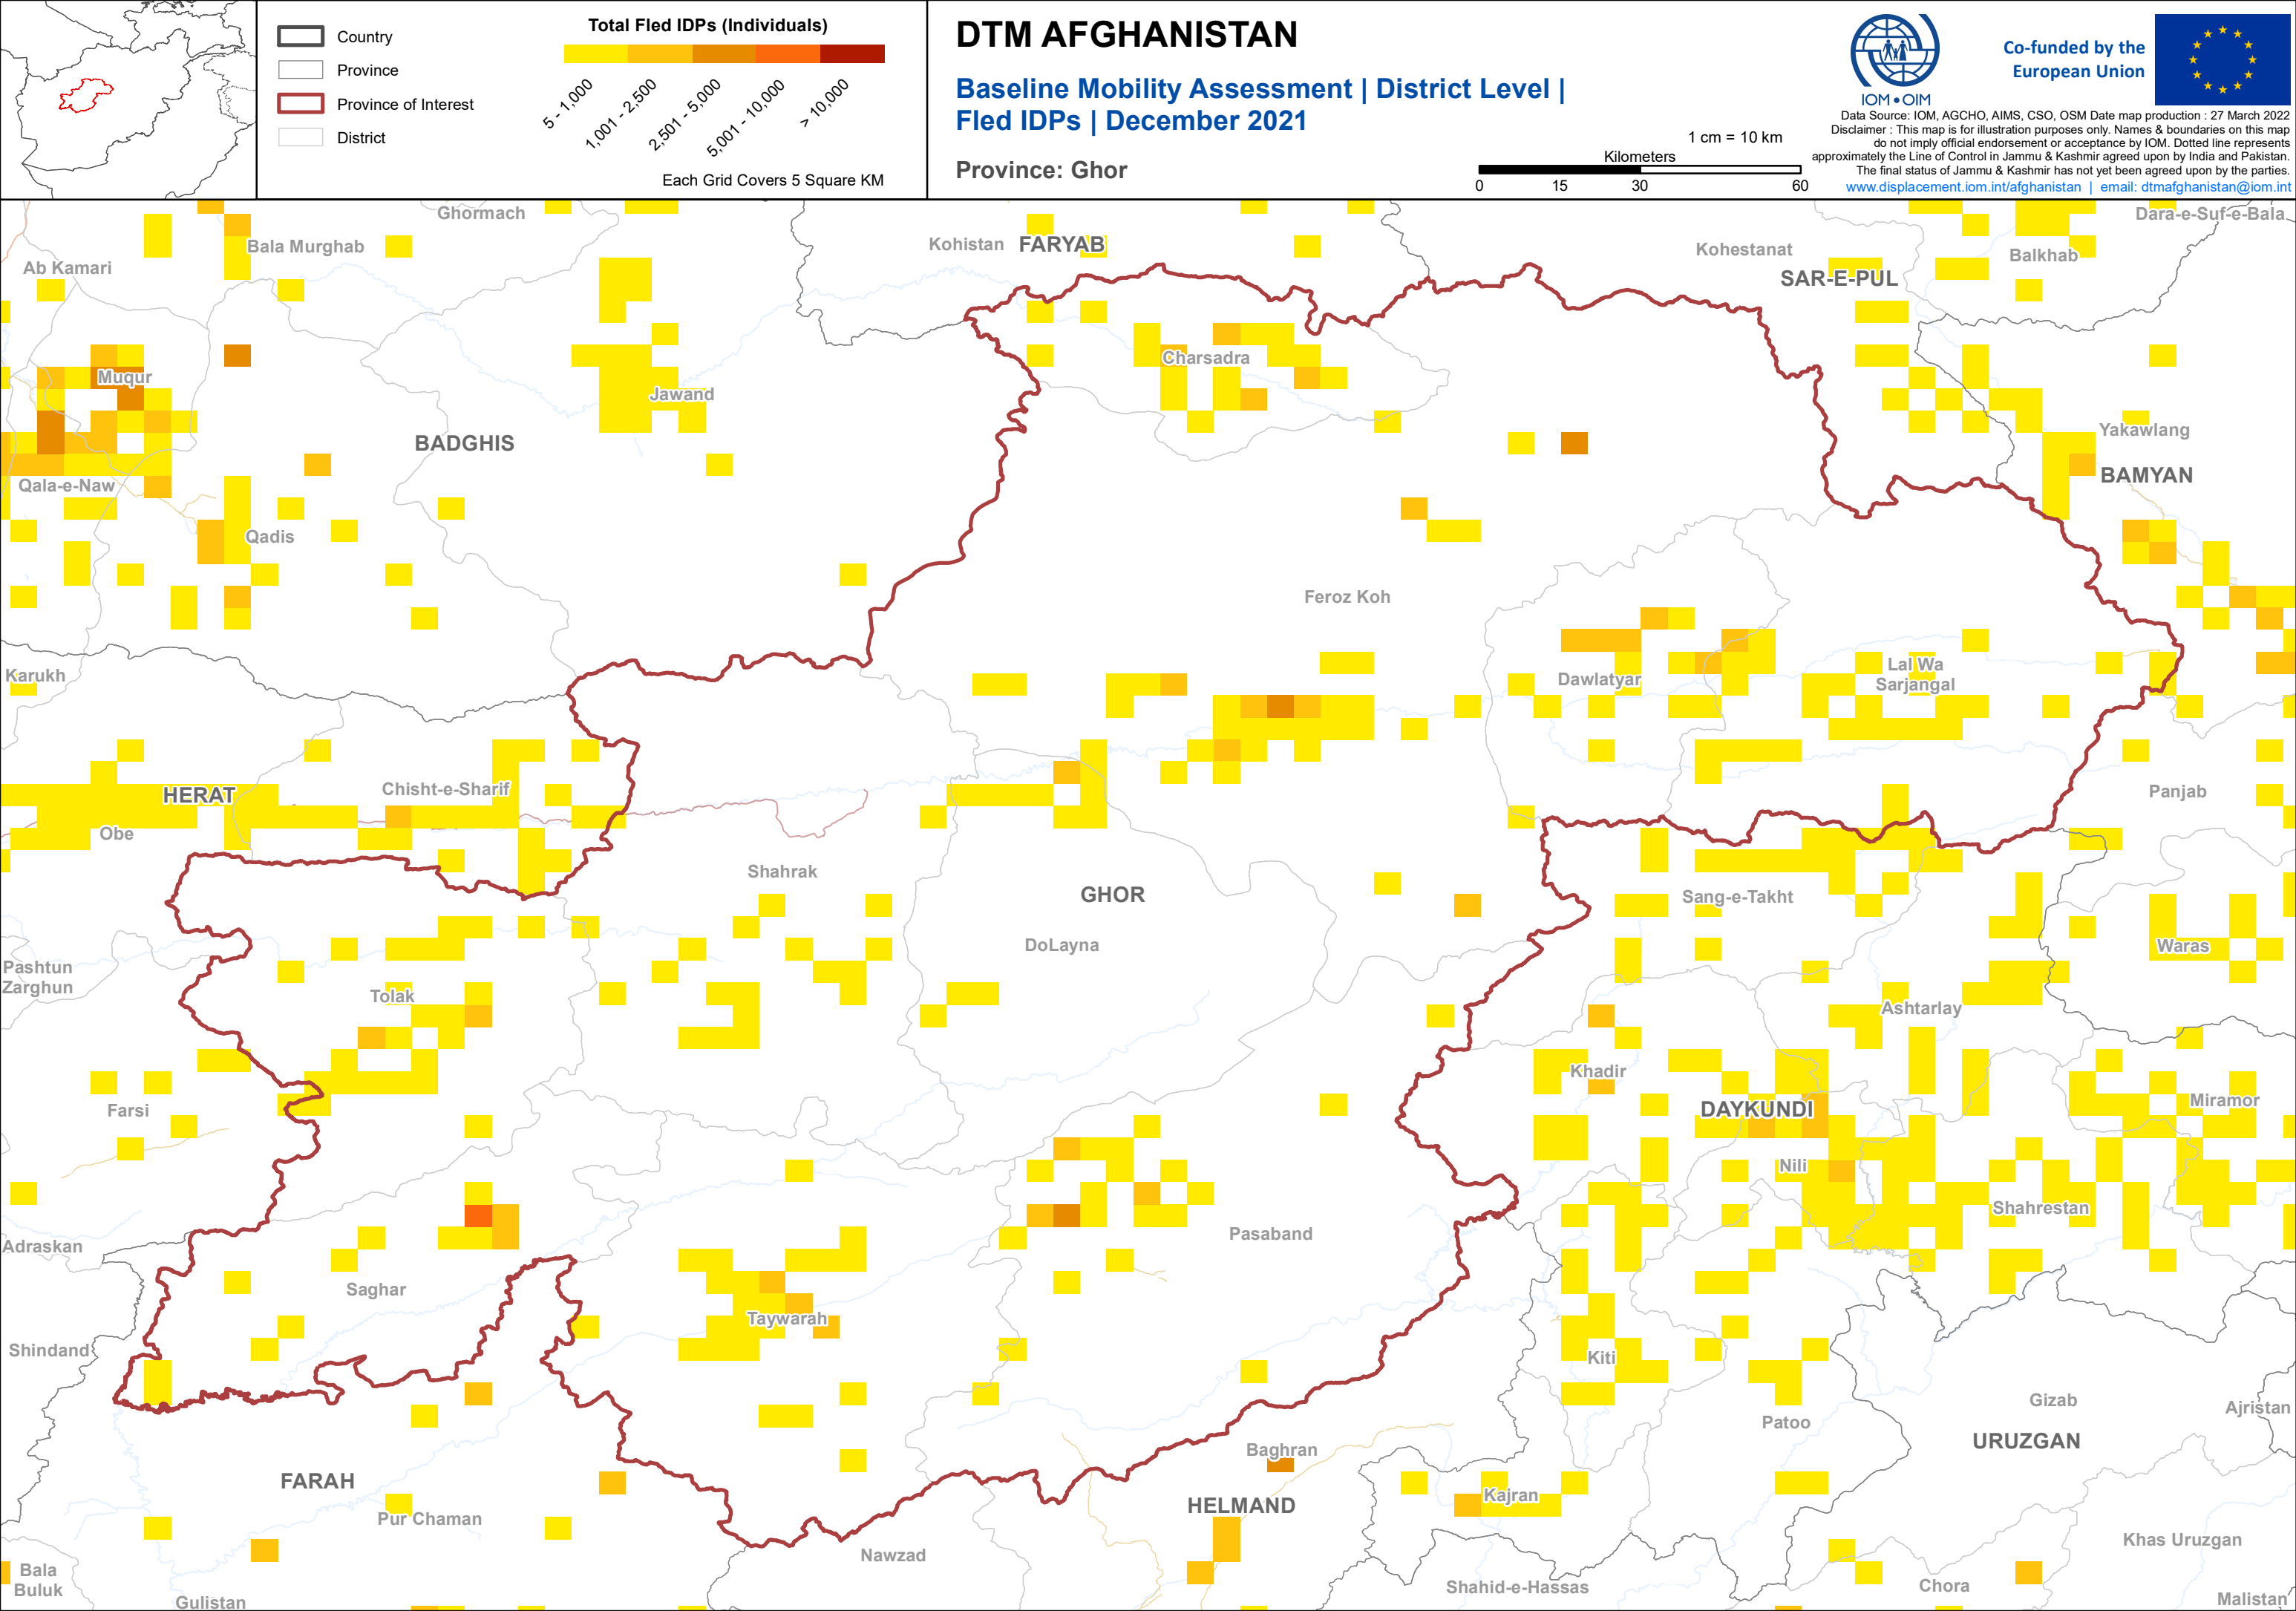 Country
Province
Province of Interest
District
Total Fled IDPs (Individuals)
5 - 1,000
1,001 - 2,500
2,501 - 5,000
5,001 - 10,000
> 10,000
Each Grid Covers 5 Square KM
DTM AFGHANISTAN
Baseline Mobility Assessment | District Level |
Fled IDPs | December 2021
Province: Ghor
1 cm = 10 km
Kilometers
0 15 30 60
IOM • OIM
Co-funded by the
European Union
Data Source: IOM, AGCHO, AIMS, CSO, OSM Date map production : 27 March 2022
Disclaimer : This map is for illustration purposes only. Names & boundaries on this map
do not imply official endorsement or acceptance by IOM. Dotted line represents
approximately the Line of Control in Jammu & Kashmir agreed upon by India and Pakistan.
The final status of Jammu & Kashmir has not yet been agreed upon by the parties.
www.displacement.iom.int/afghanistan | email: dtmafghanistan@iom.int
Ghormach
Dara-e-Suf-e-Bala
Bala Murghab
Kohistan
FARYAB
Kohestanat
Balkhab
Ab Kamari
SAR-E-PUL
Charsadra
Muqur
Jawand
Yakawlang
BADGHIS
BAMYAN
Qala-e-Naw
Qadis
Feroz Koh
Karukh
Lal Wa
Sarjangal
Dawlatyar
Chisht-e-Sharif
HERAT
Panjab
Obe
Shahrak
GHOR
Sang-e-Takht
DoLayna
Waras
Pashtun
Zarghun
Tolak
Ashtarlay
Khadir
Farsi
DAYKUNDI
Miramor
Nili
Shahrestan
Pasaband
Adraskan
Saghar
Taywarah
Shindand
Kiti
Gizab
Ajristan
Patoo
URUZGAN
Baghran
FARAH
Kajran
HELMAND
Pur Chaman
Khas Uruzgan
Nawzad
Bala
Buluk
Shahid-e-Hassas
Chora
Gulistan
Malistan